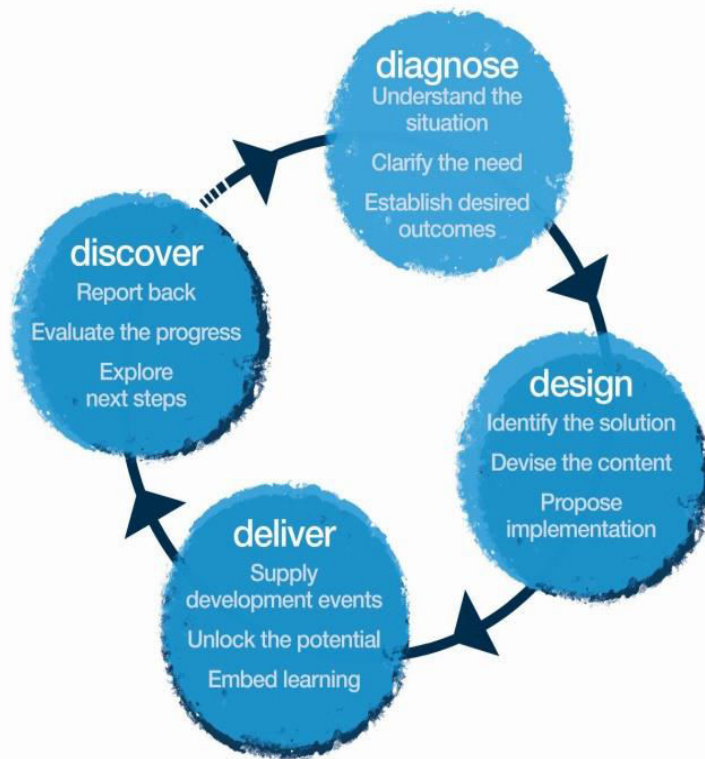 diagnose
Understand the
situation
Clarify the need
Establish desired
outcomes
design
Identify the solution
Devise the content
Propose
implementation
deliver
Supply
development events
Unlock the potential
Embed learning
discover
Report back
Evaluate the progress
Explore
next steps